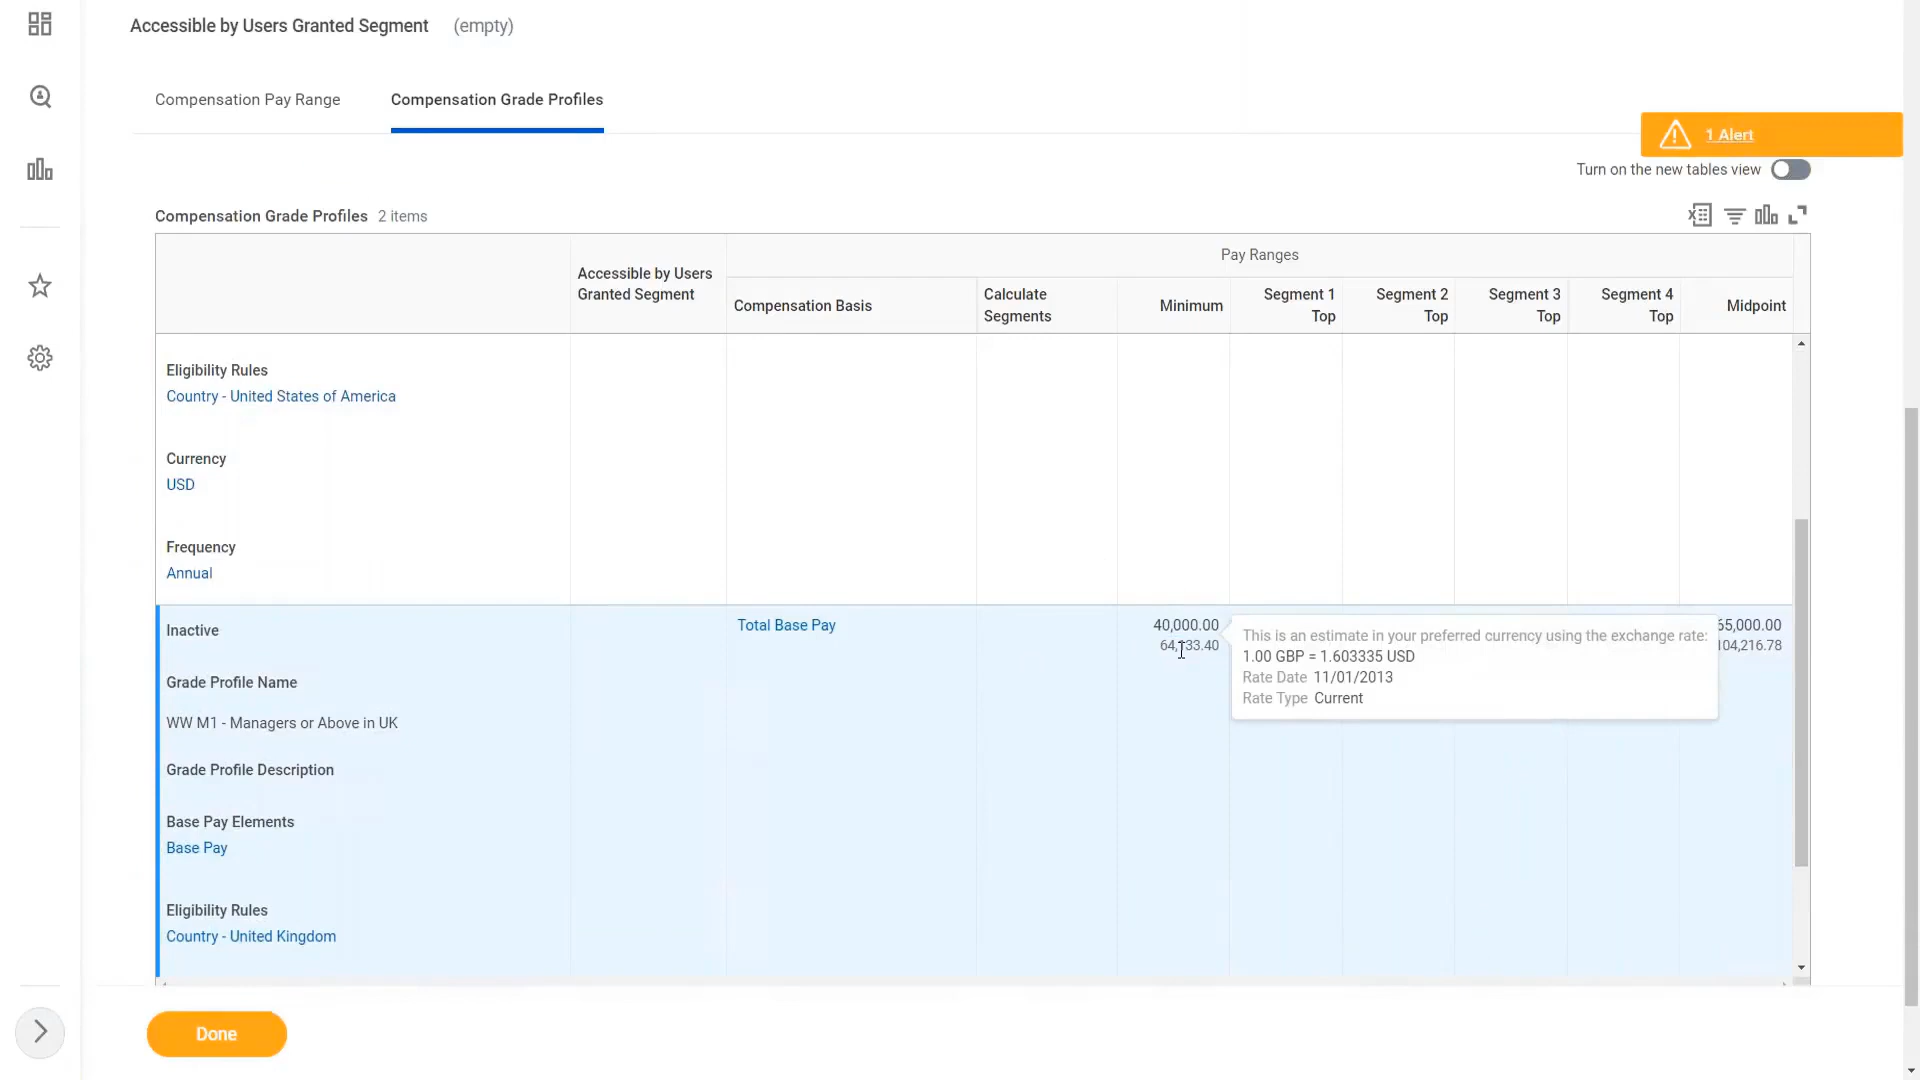 Accessible by Users Granted Segment (empty)
Compensation Pay Range
Compensation Grade Profiles
1 Alert
Turn on the new tables view
Compensation Grade Profiles 2 items
Accessible by Users
Granted Segment
Pay Ranges
Compensation Basis
Calculate
Segments
Minimum
Segment 1
Top
Segment 2
Top
Segment 3
Top
Segment 4
Top
Midpoint
Eligibility Rules
Country - United States of America
Currency
USD
Frequency
Annual
Inactive
Total Base Pay
40,000.00
65,000.00
104,216.78
This is an estimate in your preferred currency using the exchange rate:
1.00 GBP = 1.603335 USD
Rate Date 11/01/2013
Rate Type Current
Grade Profile Name
WW M1 - Managers or Above in UK
Grade Profile Description
Base Pay Elements
Base Pay
Eligibility Rules
Country - United Kingdom
Done